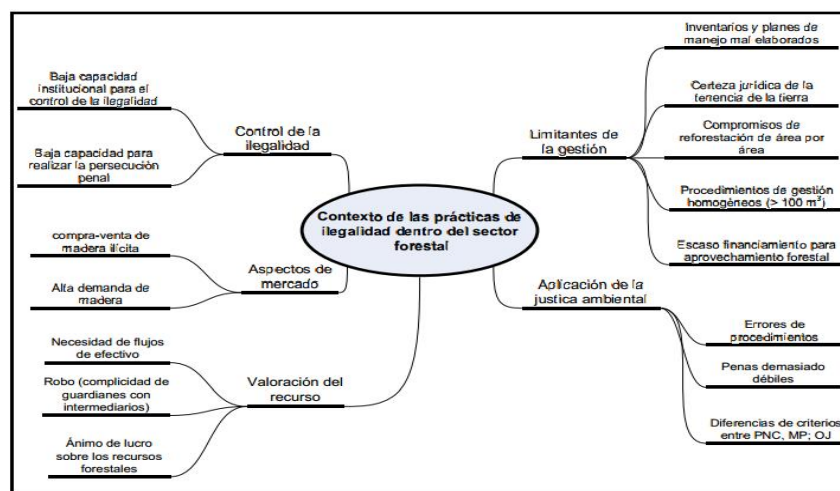 Baja capacidad
institucional para el
control de la ilegalidad
Baja capacidad para
realizar la persecución
penal
Control de la
ilegalidad
compra-venta de
madera ilícita
Alta demanda de
madera
Aspectos de
mercado
Necesidad de flujos
de efectivo
Robo (complicidad de
guardianes con
intermediarios)
Ánimo de lucro
sobre los recursos
forestales
Valoración del
recurso
Contexto de las prácticas de
ilegalidad dentro del sector
forestal
Limitantes de
la gestión
Inventarios y planes de
manejo mal elaborados
Certeza jurídica de la
tenencia de la tierra
Compromisos de
reforestación de área por
área
Procedimientos de gestión
homogéneos (> 100 m³)
Escaso financiamiento para
aprovechamiento forestal
Aplicación de la
justica ambiental
Errores de
procedimientos
Penas demasiado
débiles
Diferencias de criterios
entre PNC, MP; OJ